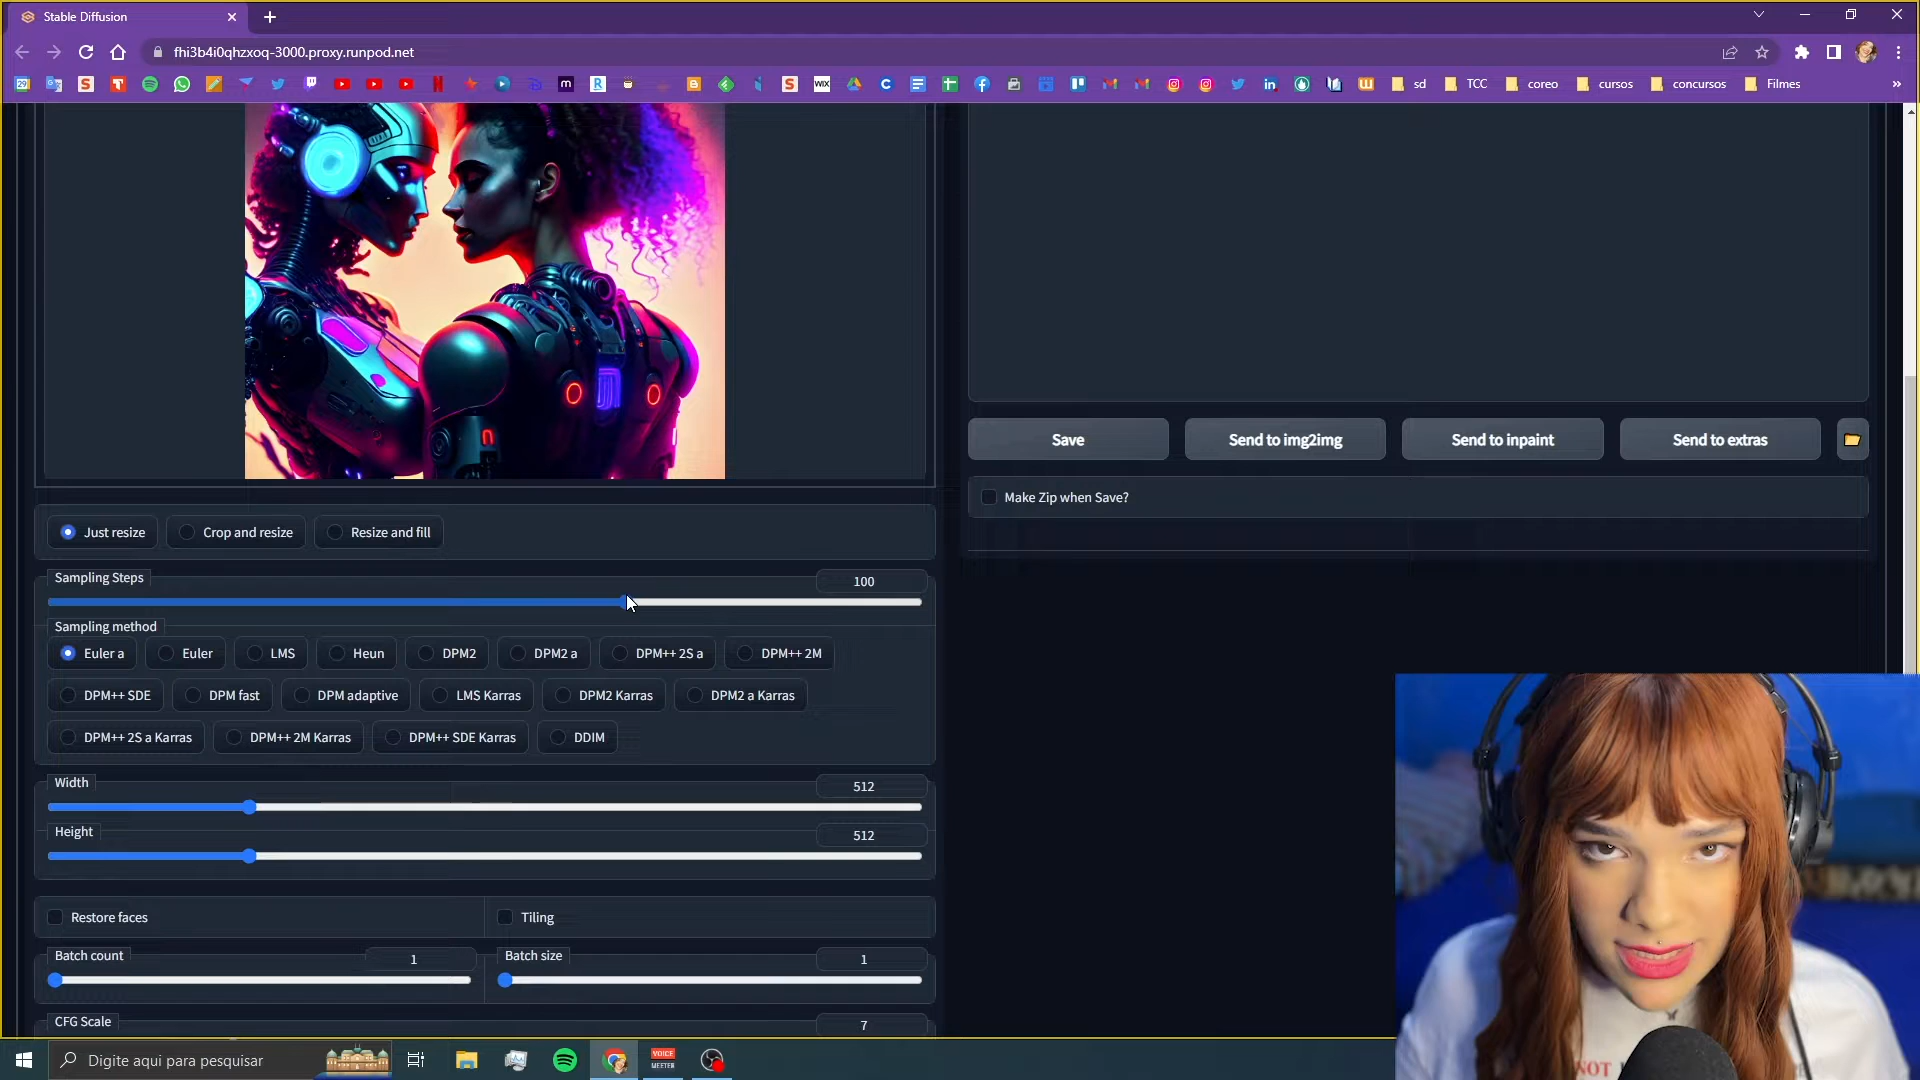 Stable Diffusion
fhi3b4i0qhzxoq-3000.proxy.runpod.net
sd
TCC
coreo
cursos
concursos
Filmes
»
Save
Send to img2img
Send to inpaint
Send to extras
Make Zip when Save?
Just resize
Crop and resize
Resize and fill
Sampling Steps
100
Sampling method
Euler a
Euler
LMS
Heun
DPM2
DPM2 a
DPM++ 2S a
DPM++ 2M
DPM++ SDE
DPM fast
DPM adaptive
LMS Karras
DPM2 Karras
DPM2 a Karras
DPM++ 2S a Karras
DPM++ 2M Karras
DPM++ SDE Karras
DDIM
Width
512
Height
512
Restore faces
Tiling
Batch count
1
Batch size
1
CFG Scale
7
NOT
Digite aqui para pesquisar
VOICE
MEETER